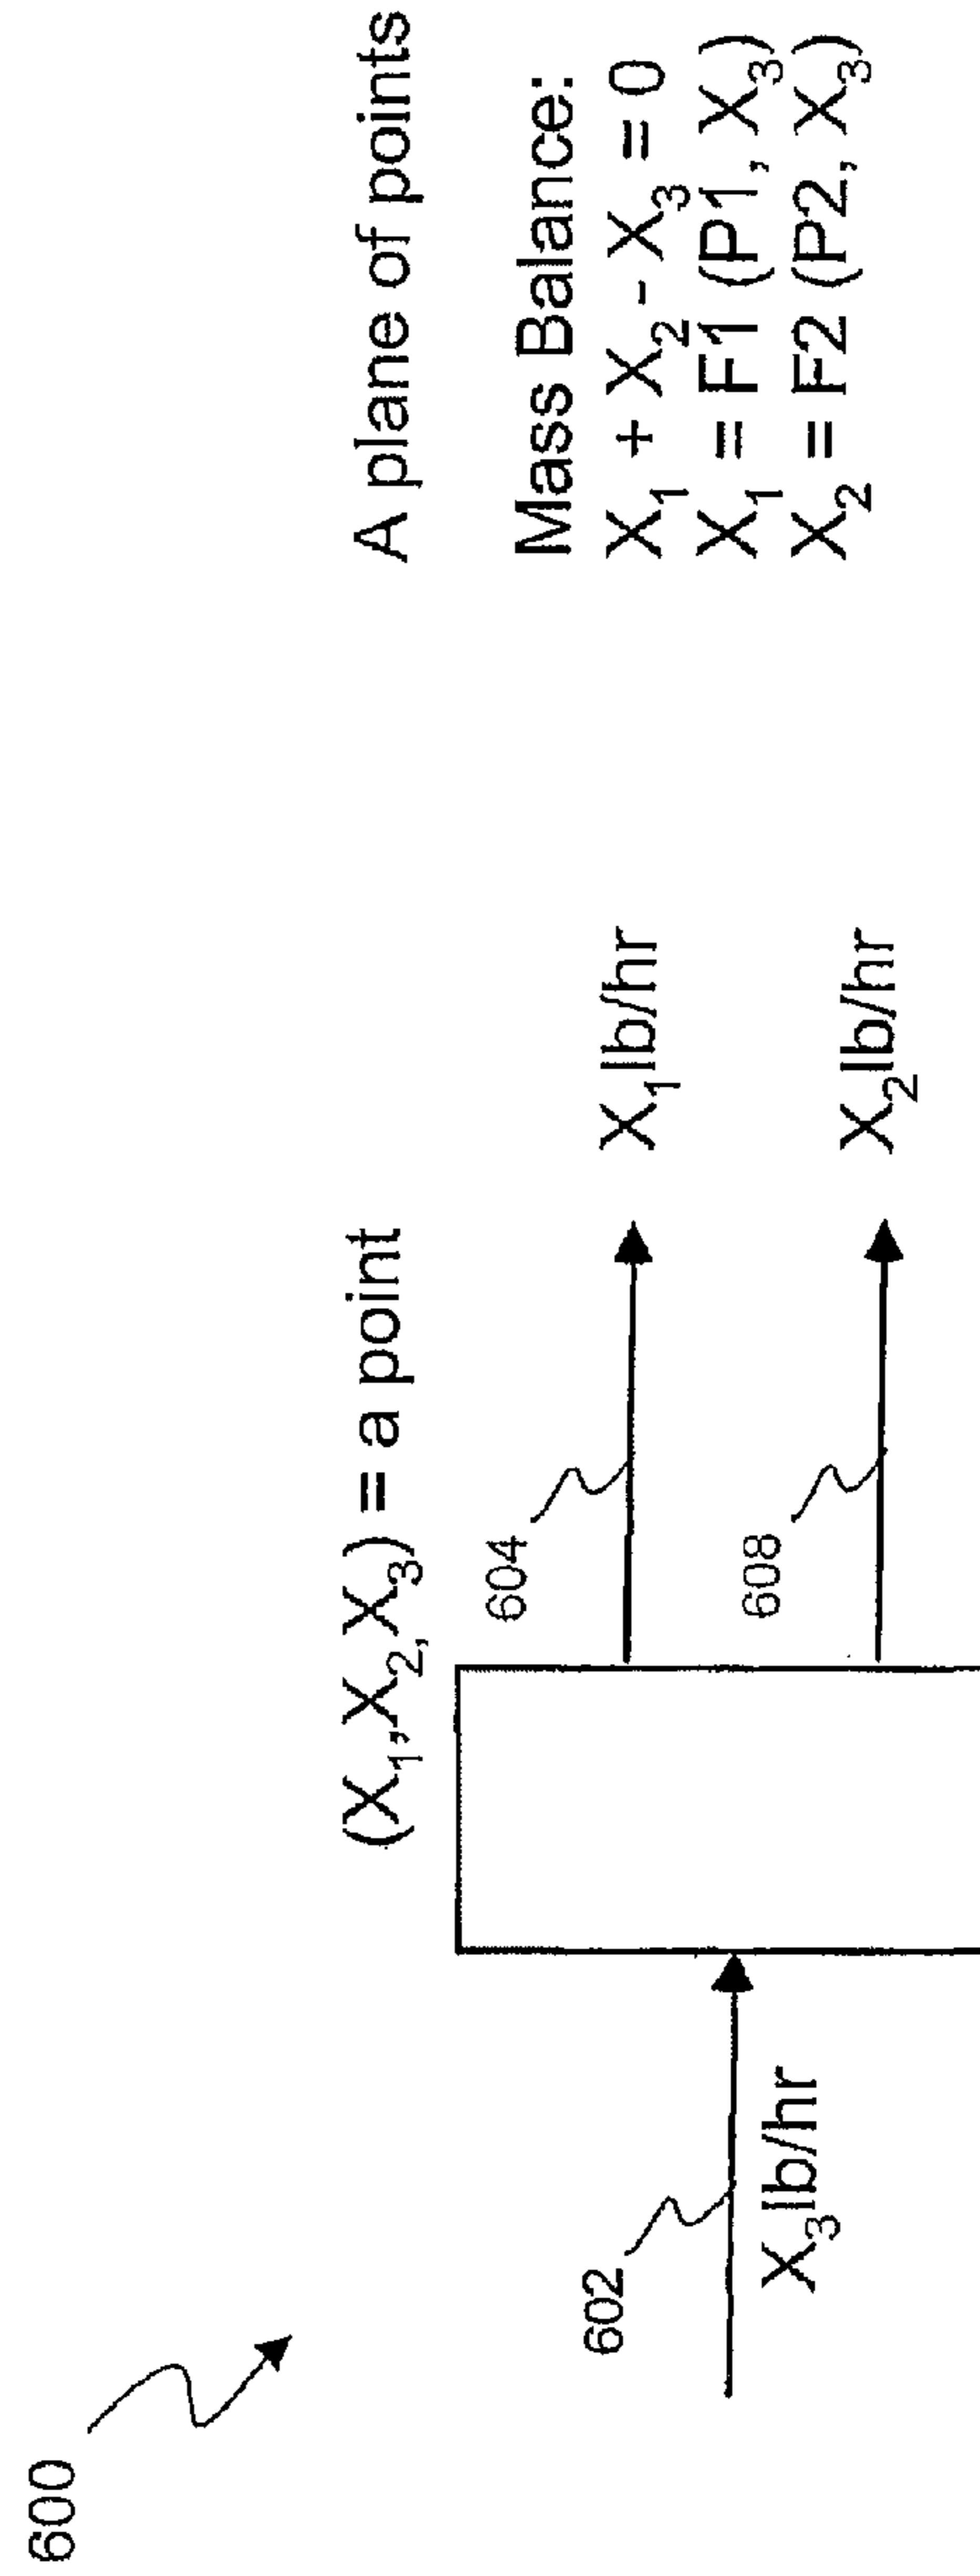 600
(X₁,X₂,X₃) = a point
A plane of points
602
X₃lb/hr
604
X₁lb/hr
608
X₂lb/hr
Mass Balance:
X₁ + X₂ - X₃ = 0
X₁ = F1 (P1, X₃)
X₂ = F2 (P2, X₃)